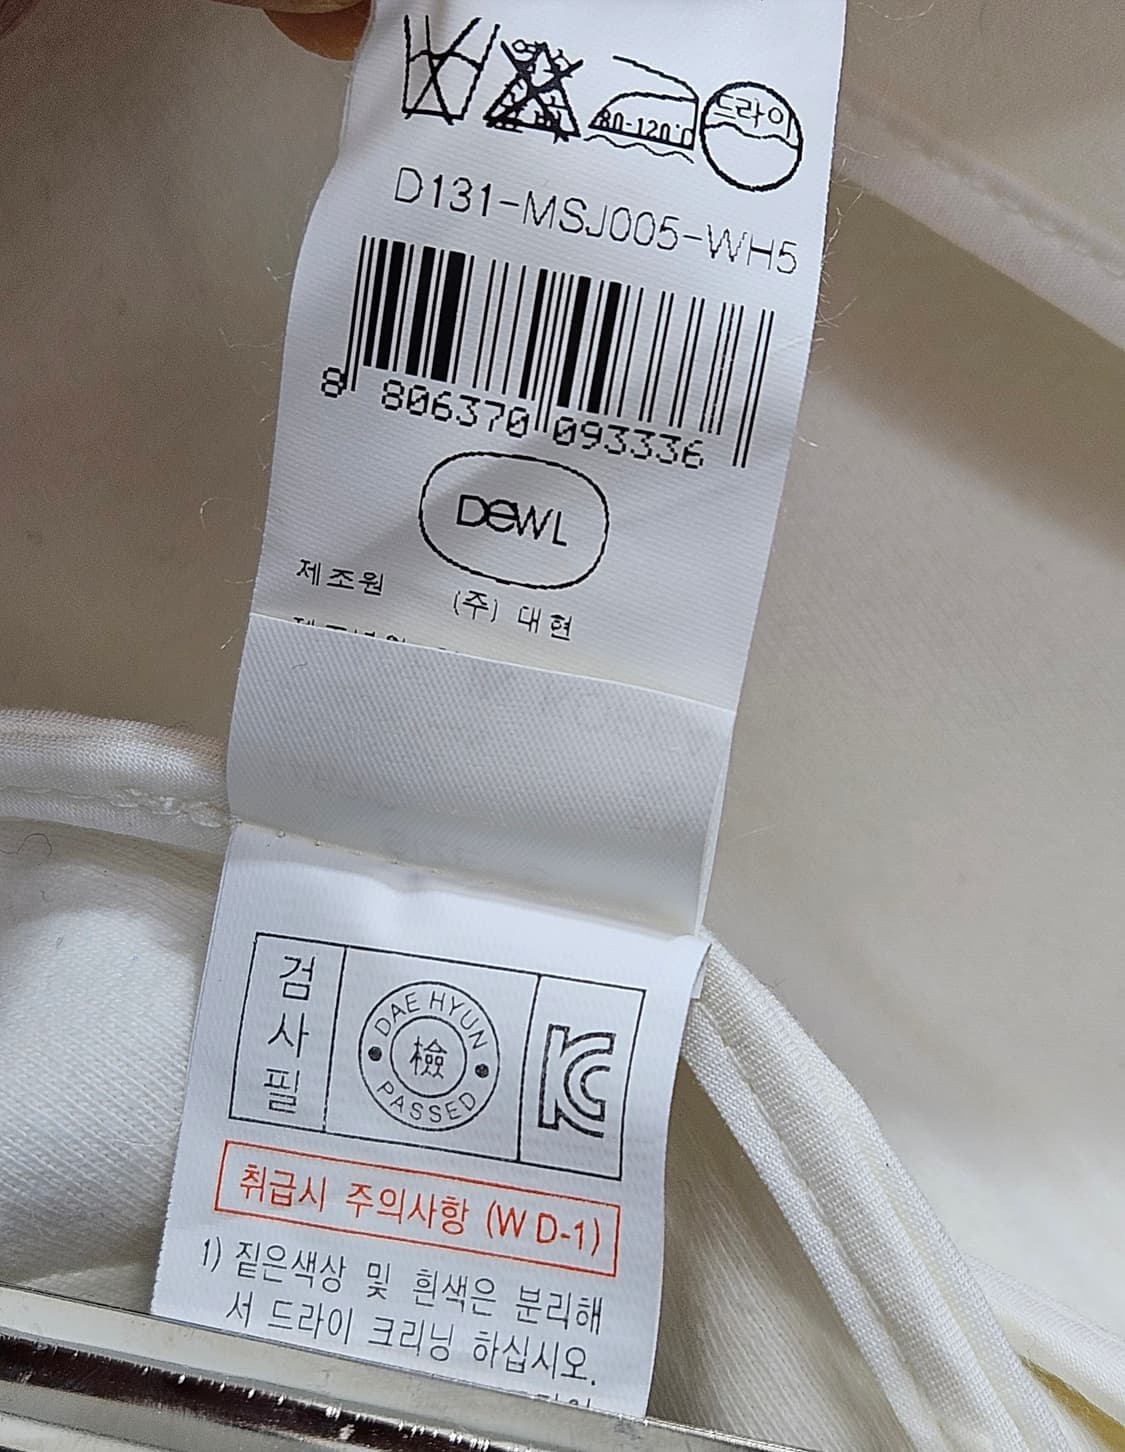 80-120°C
드라이
D131-MSJ005-WH5
8 806370 093336
DEWL
제조원 (주) 대현
검사필
DAE HYUN
檢
PASSED
KC
취급시 주의사항 (WD-1)
1) 짙은색상 및 흰색은 분리해
서 드라이 크리닝 하십시오.